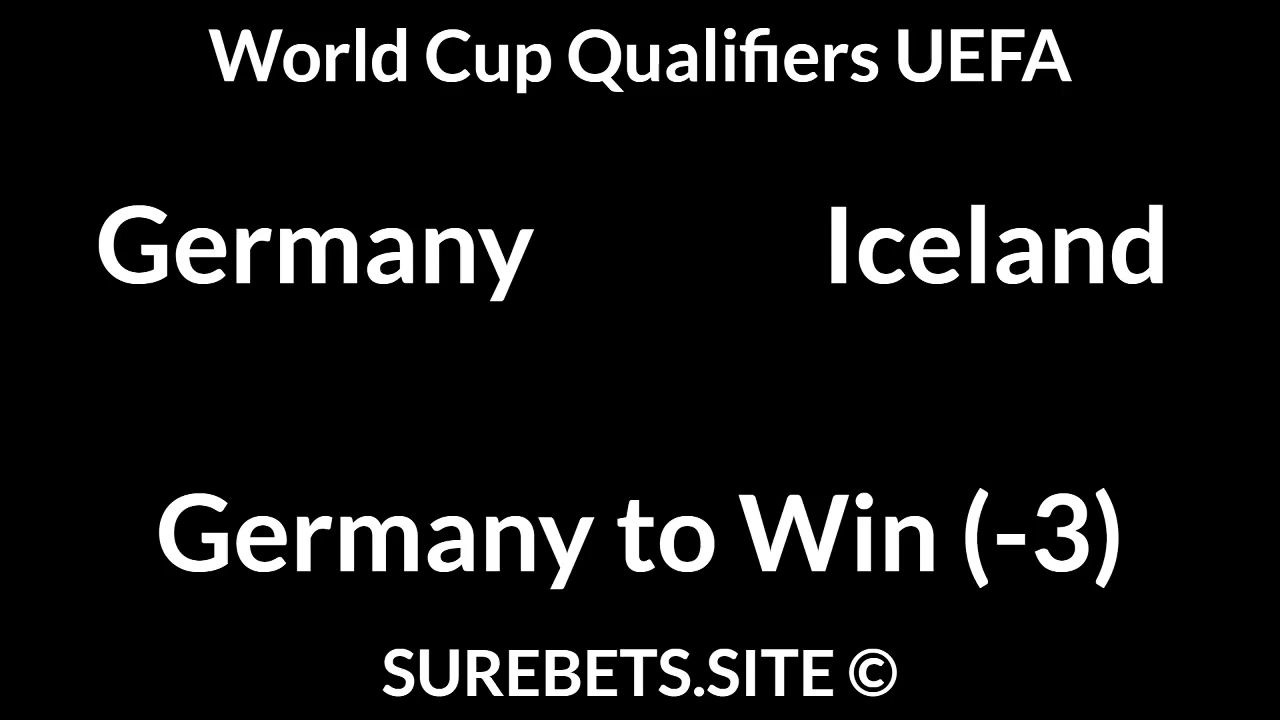 World Cup Qualifiers UEFA
Germany Iceland
Germany to Win (-3)
SUREBETS.SITE ©